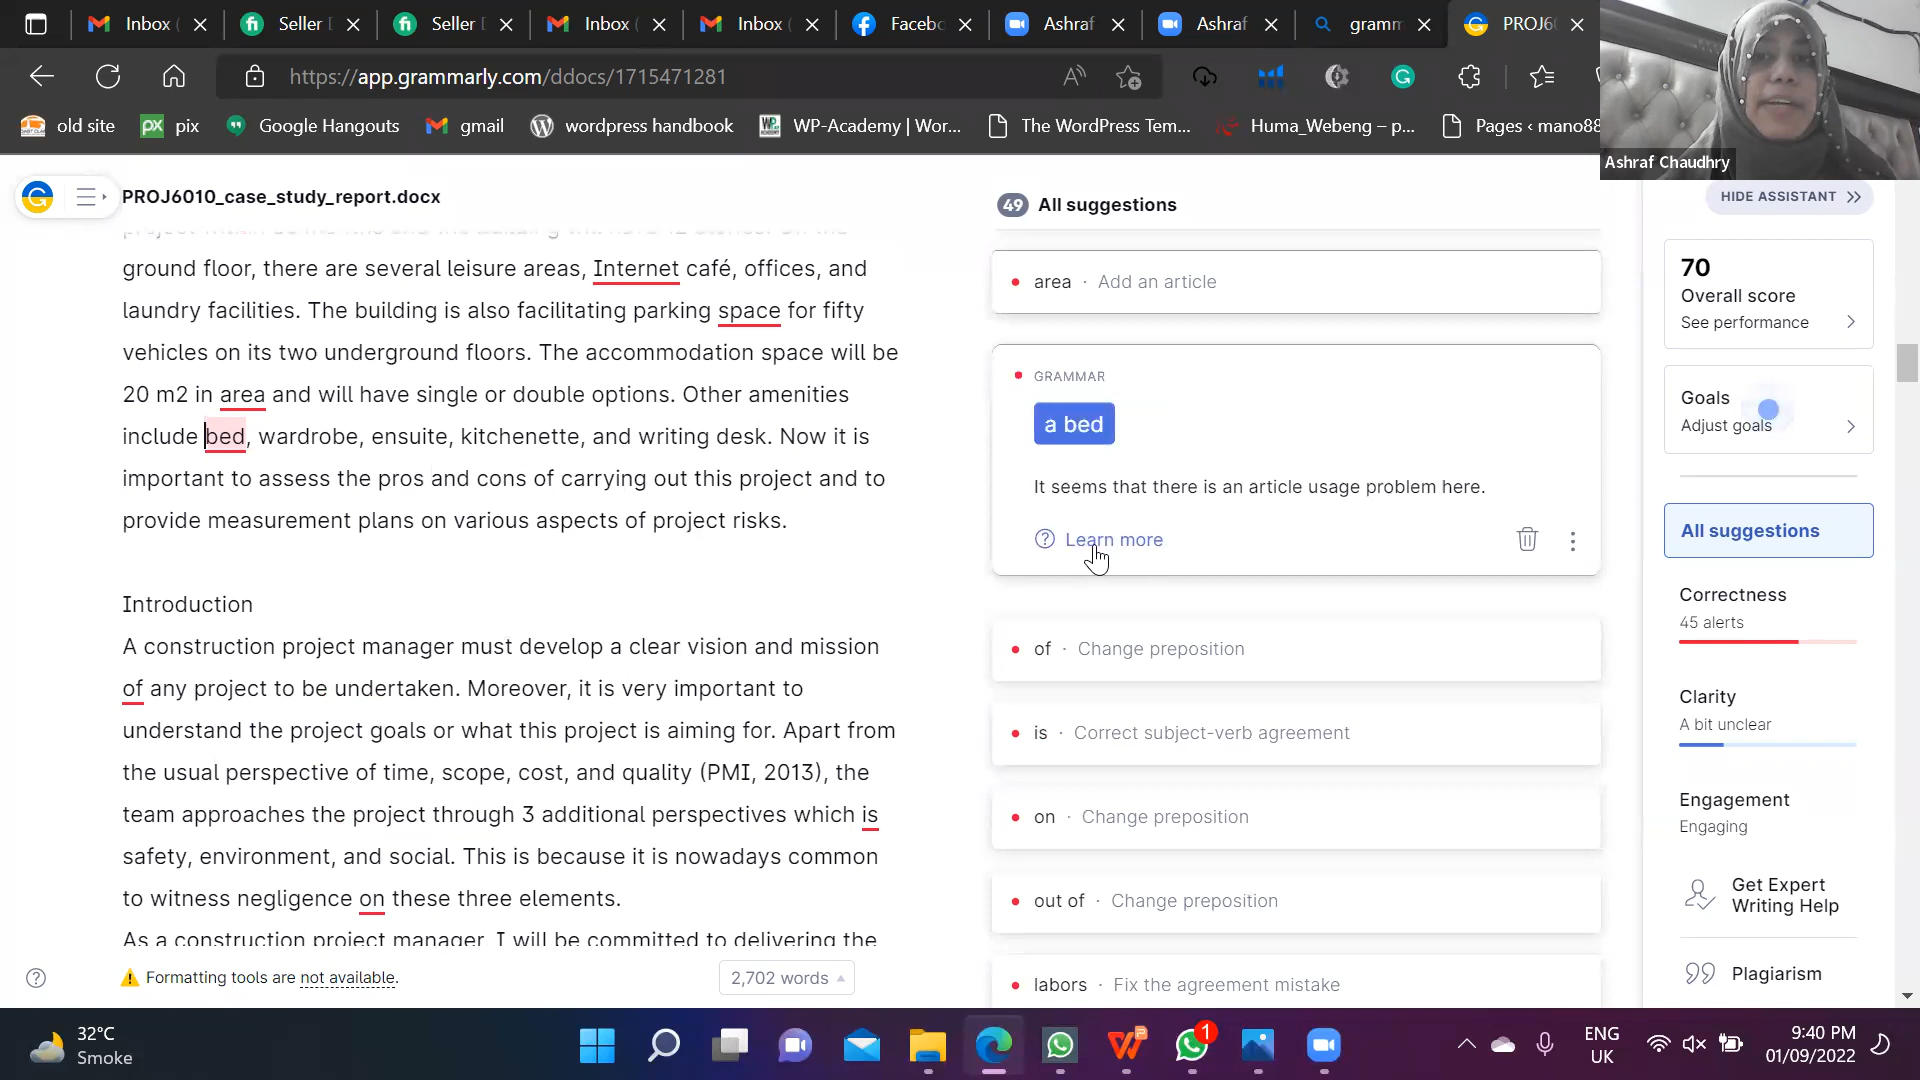 Inbox (
Seller
Seller
Inbox (
Inbox (
Facebo
Ashraf
Ashraf
gramm
PROJ60
https://app.grammarly.com/ddocs/1715471281
old site
px pix
Google Hangouts
gmail
wordpress handbook
WP-Academy | Wor...
The WordPress Tem...
Huma_Webeng – p...
Pages ‹ mano88
Ashraf Chaudhry
PROJ6010_case_study_report.docx
ground floor, there are several leisure areas, Internet café, offices, and
laundry facilities. The building is also facilitating parking space for fifty
vehicles on its two underground floors. The accommodation space will be
20 m2 in area and will have single or double options. Other amenities
include bed, wardrobe, ensuite, kitchenette, and writing desk. Now it is
important to assess the pros and cons of carrying out this project and to
provide measurement plans on various aspects of project risks.
Introduction
A construction project manager must develop a clear vision and mission
of any project to be undertaken. Moreover, it is very important to
understand the project goals or what this project is aiming for. Apart from
the usual perspective of time, scope, cost, and quality (PMI, 2013), the
team approaches the project through 3 additional perspectives which is
safety, environment, and social. This is because it is nowadays common
to witness negligence on these three elements.
As a construction project manager, I will be committed to delivering the
Formatting tools are not available.
2,702 words
49 All suggestions
area · Add an article
GRAMMAR
a bed
It seems that there is an article usage problem here.
Learn more
of · Change preposition
is · Correct subject-verb agreement
on · Change preposition
out of · Change preposition
labors · Fix the agreement mistake
HIDE ASSISTANT
70
Overall score
See performance
Goals
Adjust goals
All suggestions
Correctness
45 alerts
Clarity
A bit unclear
Engagement
Engaging
Get Expert
Writing Help
Plagiarism
32°C
Smoke
1
ENG
UK
9:40 PM
01/09/2022